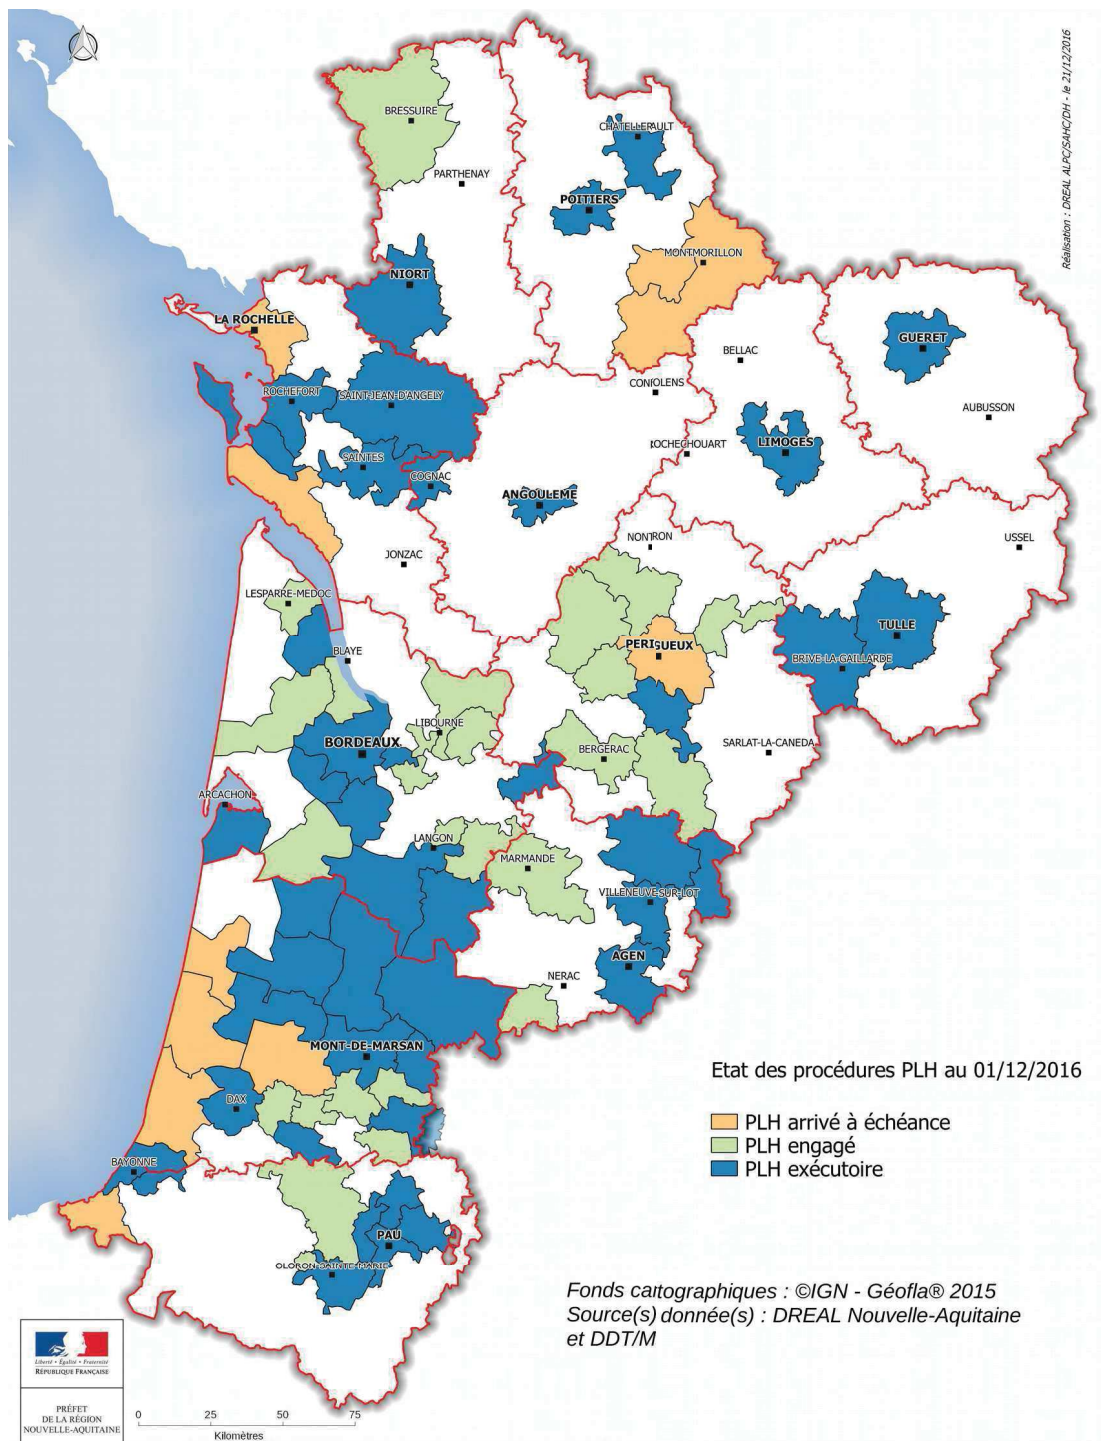 Réalisation : DREAL ALPC/SAHC/DH - le 21/12/2016
BRESSUIRE
CHATELLERAULT
PARTHENAY
POITIERS
MONTMORILLON
NIORT
LA ROCHELLE
GUERET
BELLAC
CONFOLENS
ROCHEFORT
SAINT-JEAN-D'ANGELY
AUBUSSON
LIMOGES
ROCHECHOUART
SAINTES
COGNAC
ANGOULEME
NONTRON
USSEL
JONZAC
LESPARRE-MEDOC
TULLE
PERIGUEUX
BLAYE
BRIVE-LA-GAILLARDE
LIBOURNE
BORDEAUX
BERGERAC
SARLAT-LA-CANEDA
ARCACHON
LANGON
MARMANDE
VILLENEUVE-SUR-LOT
AGEN
NERAC
MONT-DE-MARSAN
DAX
BAYONNE
PAU
OLORON-SAINTE-MARIE
Etat des procédures PLH au 01/12/2016
PLH arrivé à échéance
PLH engagé
PLH exécutoire
Fonds cartographiques : ©IGN - Géofla® 2015
Source(s) donnée(s) : DREAL Nouvelle-Aquitaine
et DDT/M
Liberté • Égalité • Fraternité
RÉPUBLIQUE FRANÇAISE
PRÉFET
DE LA RÉGION
NOUVELLE-AQUITAINE
0 25 50 75
Kilomètres